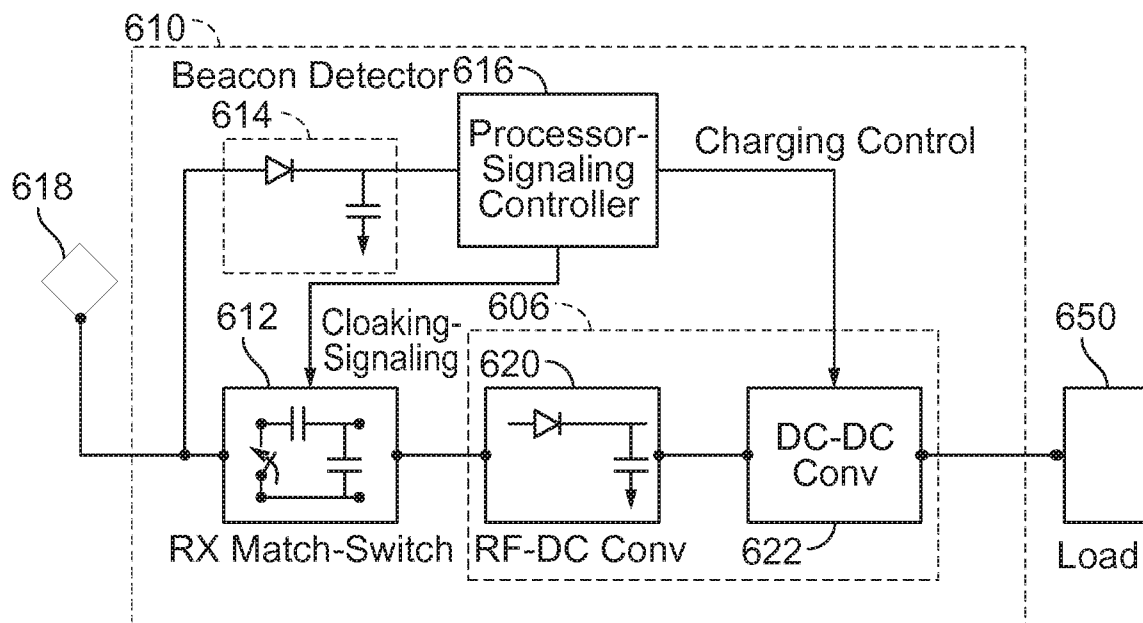 610
Beacon Detector
616
614
Processor-
Signaling
Controller
Charging Control
618
612
Cloaking-
Signaling
606
620
650
DC-DC
Conv
RX Match-Switch
RF-DC Conv
622
Load